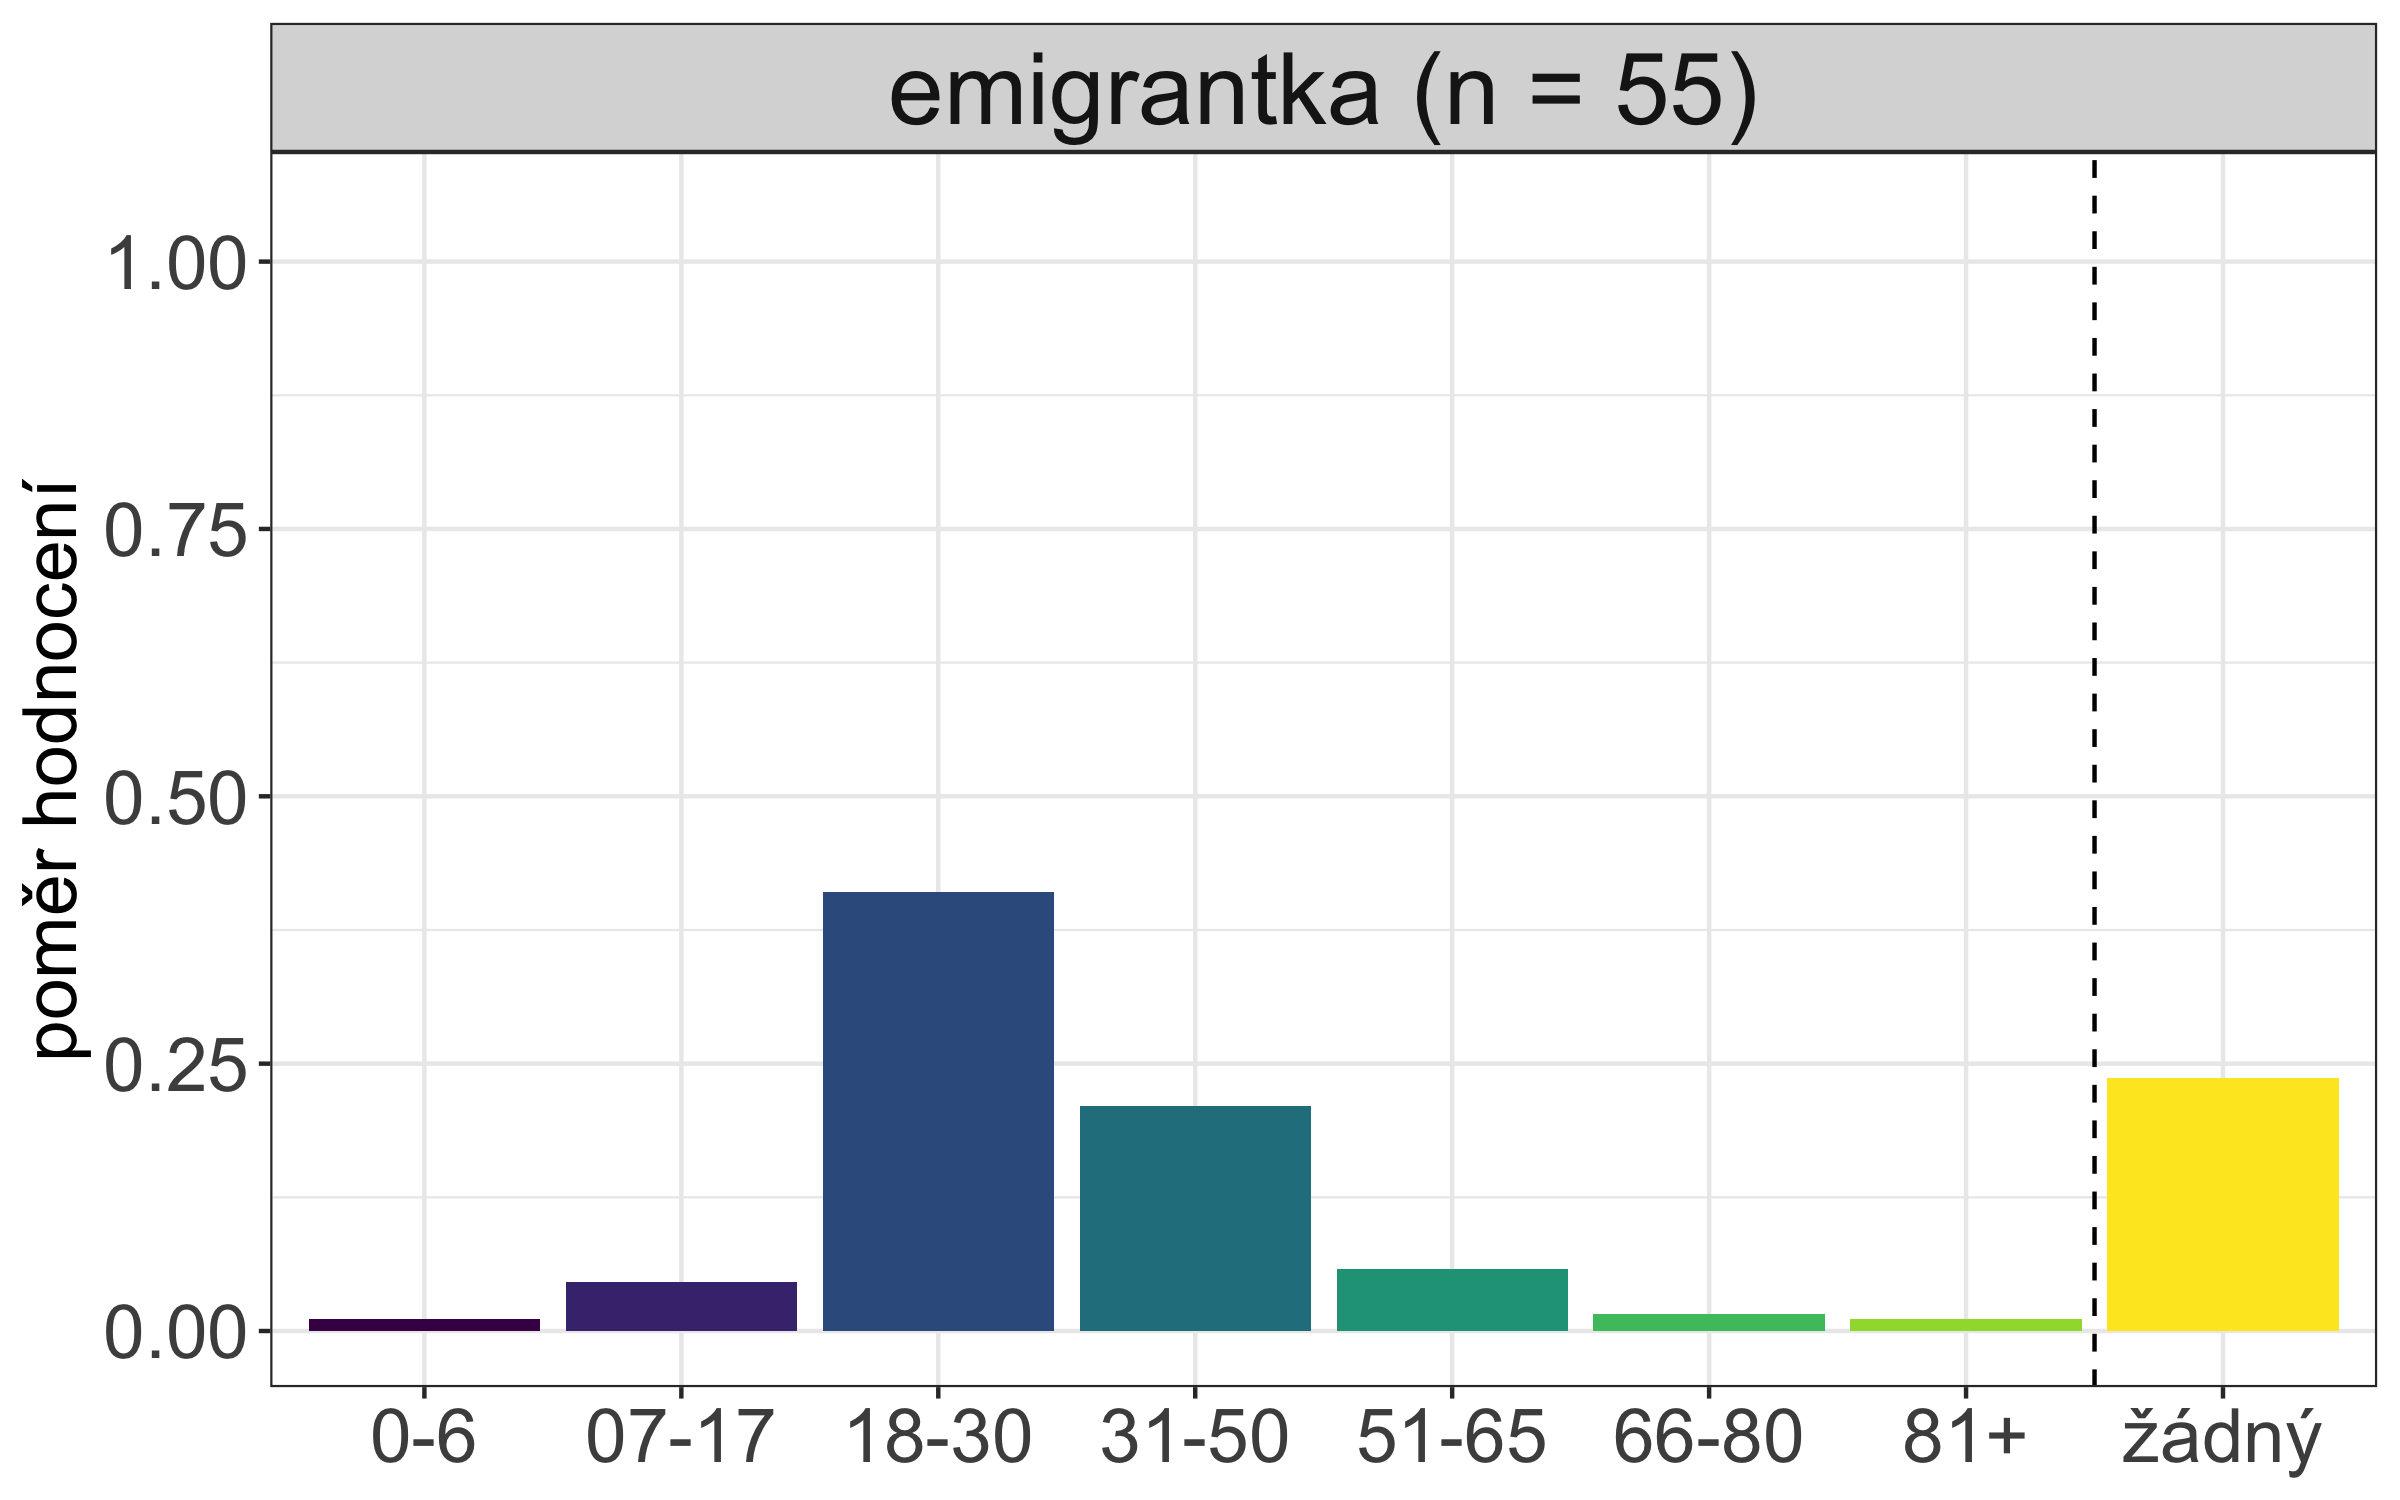 emigrantka (n = 55)
poměr hodnocení
1.00
0.75
0.50
0.25
0.00
0-6 07-17 18-30 31-50 51-65 66-80 81+ žádný